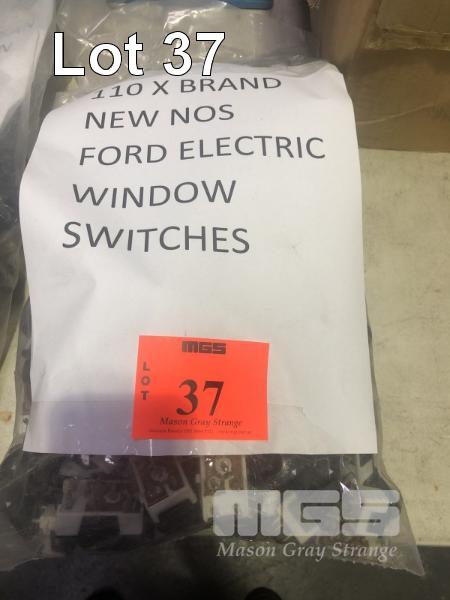 Lot 37
110 X BRAND
NEW NOS
FORD ELECTRIC
WINDOW
SWITCHES
MGS
LOT
37
Mason Gray Strange
MGS
Mason Gray Strange